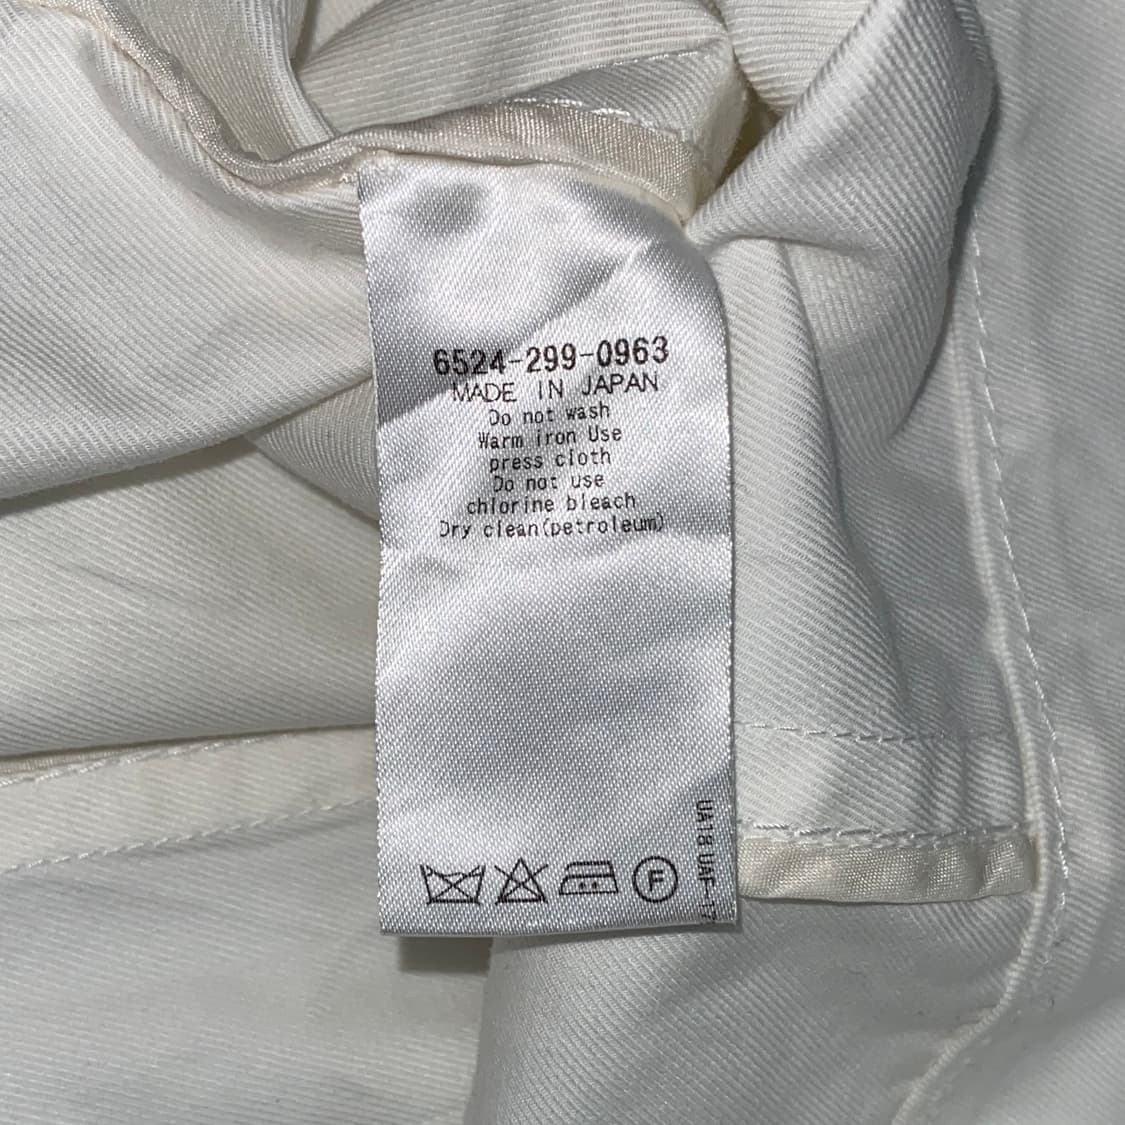 6524-299-0963
MADE IN JAPAN
Do not wash
Warm iron Use
press cloth
Do not use
chlorine bleach
Dry clean(petroleum)
F
UA18